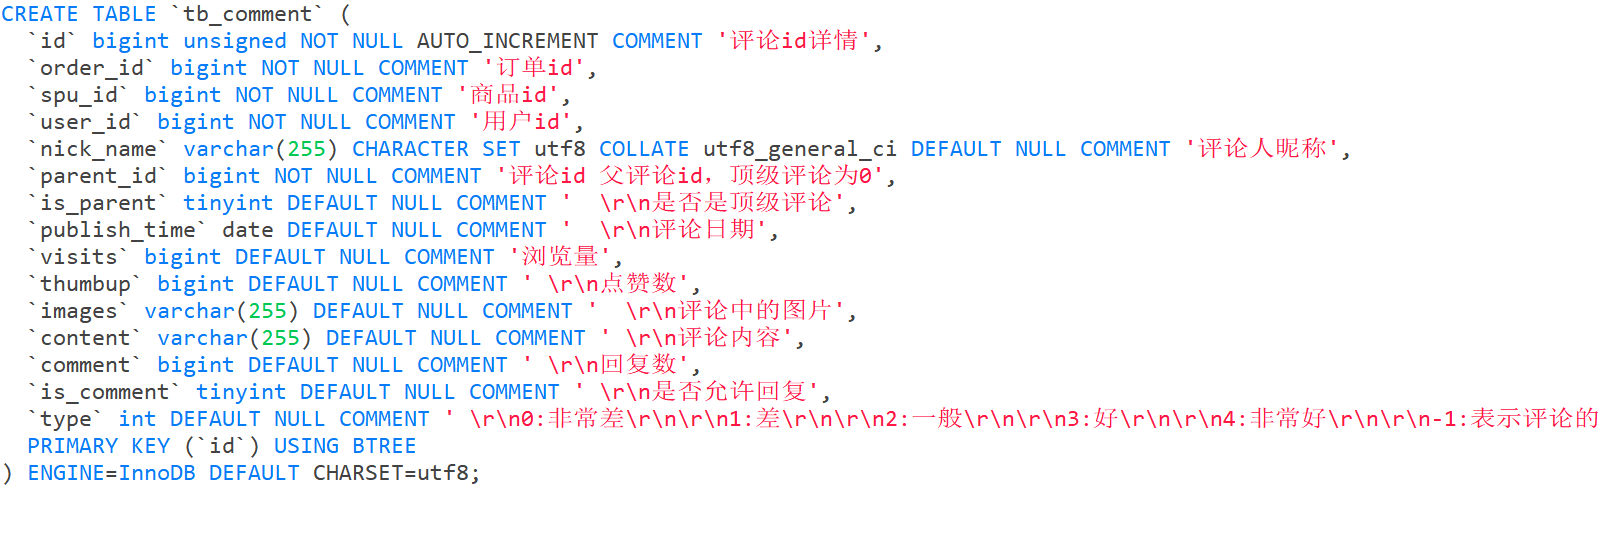 CREATE TABLE `tb_comment` (
  `id` bigint unsigned NOT NULL AUTO_INCREMENT COMMENT '评论id详情',
  `order_id` bigint NOT NULL COMMENT '订单id',
  `spu_id` bigint NOT NULL COMMENT '商品id',
  `user_id` bigint NOT NULL COMMENT '用户id',
  `nick_name` varchar(255) CHARACTER SET utf8 COLLATE utf8_general_ci DEFAULT NULL COMMENT '评论人昵称',
  `parent_id` bigint NOT NULL COMMENT '评论id 父评论id，顶级评论为0',
  `is_parent` tinyint DEFAULT NULL COMMENT '  \r\n是否是顶级评论',
  `publish_time` date DEFAULT NULL COMMENT '  \r\n评论日期',
  `visits` bigint DEFAULT NULL COMMENT '浏览量',
  `thumbup` bigint DEFAULT NULL COMMENT ' \r\n点赞数',
  `images` varchar(255) DEFAULT NULL COMMENT '  \r\n评论中的图片',
  `content` varchar(255) DEFAULT NULL COMMENT ' \r\n评论内容',
  `comment` bigint DEFAULT NULL COMMENT ' \r\n回复数',
  `is_comment` tinyint DEFAULT NULL COMMENT ' \r\n是否允许回复',
  `type` int DEFAULT NULL COMMENT ' \r\n0:非常差\r\n\r\n1:差\r\n\r\n2:一般\r\n\r\n3:好\r\n\r\n4:非常好\r\n\r\n-1:表示评论的
  PRIMARY KEY (`id`) USING BTREE
) ENGINE=InnoDB DEFAULT CHARSET=utf8;